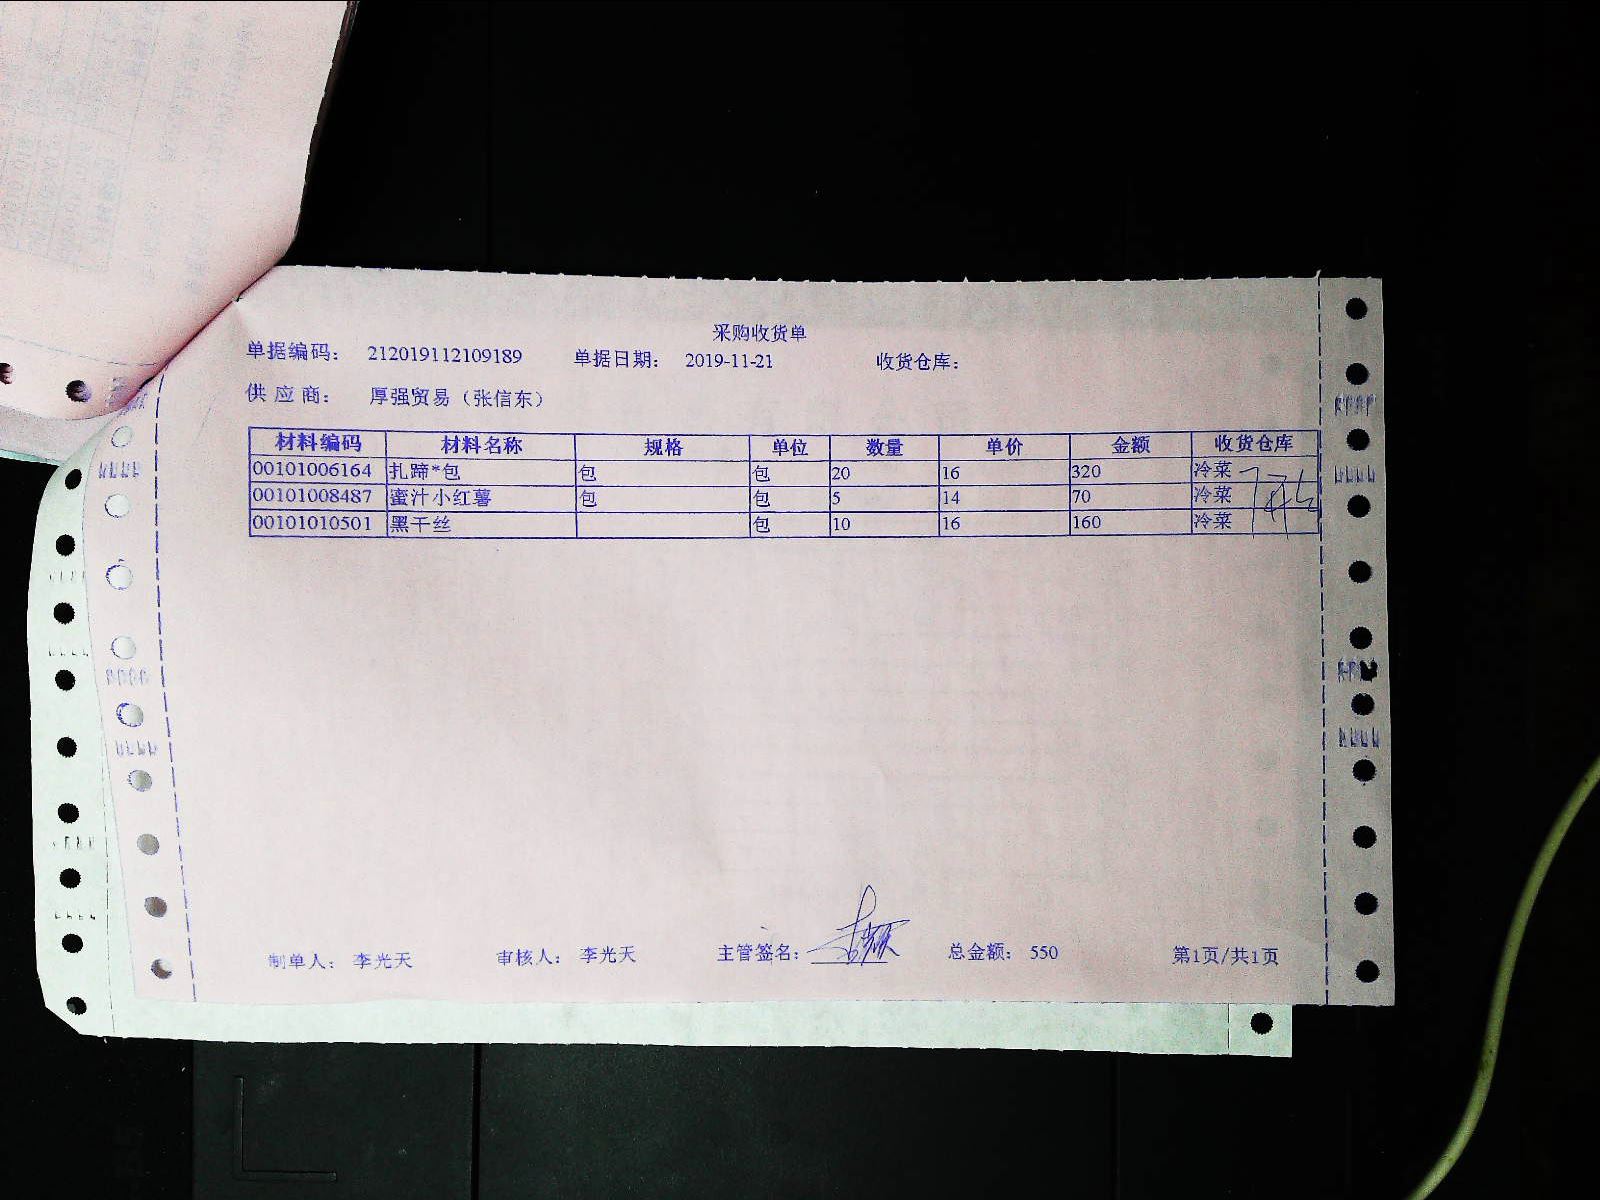 采购收货单
单据编码： 212019112109189 单据日期： 2019-11-21 收货仓库：
供应商： 厚强贸易（张信东）
材料编码 材料名称 规格 单位 数量 单价 金额 收货仓库
00101006164 扎蹄*包 包 包 20 16 320 冷菜
00101008487 蜜汁小红薯 包 包 5 14 70 冷菜
00101010501 黑干丝 包 10 16 160 冷菜
制单人： 李光天 审核人： 李光天 主管签名： 总金额： 550 第1页/共1页